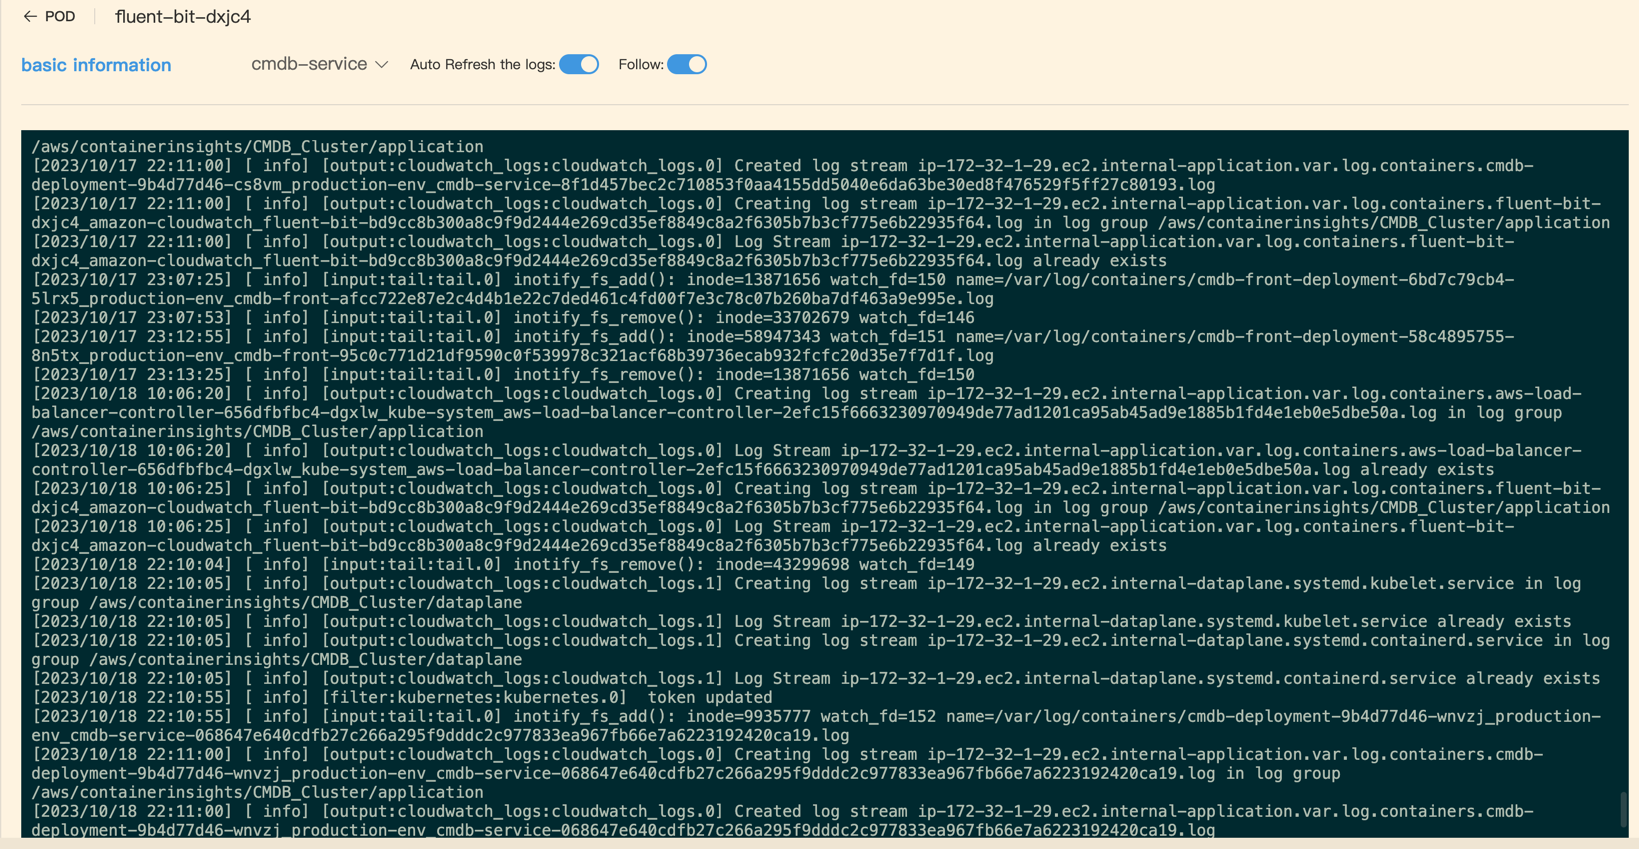 ← POD fluent-bit-dxjc4
basic information cmdb-service Auto Refresh the logs: Follow:
/aws/containerinsights/CMDB_Cluster/application
[2023/10/17 22:11:00] [ info] [output:cloudwatch_logs:cloudwatch_logs.0] Created log stream ip-172-32-1-29.ec2.internal-application.var.log.containers.cmdb-
deployment-9b4d77d46-cs8vm_production-env_cmdb-service-8f1d457bec2c710853f0aa4155dd5040e6da63be30ed8f476529f5ff27c80193.log
[2023/10/17 22:11:00] [ info] [output:cloudwatch_logs:cloudwatch_logs.0] Creating log stream ip-172-32-1-29.ec2.internal-application.var.log.containers.fluent-bit-
dxjc4_amazon-cloudwatch_fluent-bit-bd9cc8b300a8c9f9d2444e269cd35ef8849c8a2f6305b7b3cf775e6b22935f64.log in log group /aws/containerinsights/CMDB_Cluster/application
[2023/10/17 22:11:00] [ info] [output:cloudwatch_logs:cloudwatch_logs.0] Log Stream ip-172-32-1-29.ec2.internal-application.var.log.containers.fluent-bit-
dxjc4_amazon-cloudwatch_fluent-bit-bd9cc8b300a8c9f9d2444e269cd35ef8849c8a2f6305b7b3cf775e6b22935f64.log already exists
[2023/10/17 23:07:25] [ info] [input:tail:tail.0] inotify_fs_add(): inode=13871656 watch_fd=150 name=/var/log/containers/cmdb-front-deployment-6bd7c79cb4-
5lrx5_production-env_cmdb-front-afcc722e87e2c4d4b1e22c7ded461c4fd00f7e3c78c07b260ba7df463a9e995e.log
[2023/10/17 23:07:53] [ info] [input:tail:tail.0] inotify_fs_remove(): inode=33702679 watch_fd=146
[2023/10/17 23:12:55] [ info] [input:tail:tail.0] inotify_fs_add(): inode=58947343 watch_fd=151 name=/var/log/containers/cmdb-front-deployment-58c4895755-
8n5tx_production-env_cmdb-front-95c0c771d21df9590c0f539978c321acf68b39736ecab932fcfc20d35e7f7d1f.log
[2023/10/17 23:13:25] [ info] [input:tail:tail.0] inotify_fs_remove(): inode=13871656 watch_fd=150
[2023/10/18 10:06:20] [ info] [output:cloudwatch_logs:cloudwatch_logs.0] Creating log stream ip-172-32-1-29.ec2.internal-application.var.log.containers.aws-load-
balancer-controller-656dfbfbc4-dgxlw_kube-system_aws-load-balancer-controller-2efc15f6663230970949de77ad1201ca95ab45ad9e1885b1fd4e1eb0e5dbe50a.log in log group
/aws/containerinsights/CMDB_Cluster/application
[2023/10/18 10:06:20] [ info] [output:cloudwatch_logs:cloudwatch_logs.0] Log Stream ip-172-32-1-29.ec2.internal-application.var.log.containers.aws-load-balancer-
controller-656dfbfbc4-dgxlw_kube-system_aws-load-balancer-controller-2efc15f6663230970949de77ad1201ca95ab45ad9e1885b1fd4e1eb0e5dbe50a.log already exists
[2023/10/18 10:06:25] [ info] [output:cloudwatch_logs:cloudwatch_logs.0] Creating log stream ip-172-32-1-29.ec2.internal-application.var.log.containers.fluent-bit-
dxjc4_amazon-cloudwatch_fluent-bit-bd9cc8b300a8c9f9d2444e269cd35ef8849c8a2f6305b7b3cf775e6b22935f64.log in log group /aws/containerinsights/CMDB_Cluster/application
[2023/10/18 10:06:25] [ info] [output:cloudwatch_logs:cloudwatch_logs.0] Log Stream ip-172-32-1-29.ec2.internal-application.var.log.containers.fluent-bit-
dxjc4_amazon-cloudwatch_fluent-bit-bd9cc8b300a8c9f9d2444e269cd35ef8849c8a2f6305b7b3cf775e6b22935f64.log already exists
[2023/10/18 22:10:04] [ info] [input:tail:tail.0] inotify_fs_remove(): inode=43299698 watch_fd=149
[2023/10/18 22:10:05] [ info] [output:cloudwatch_logs:cloudwatch_logs.1] Creating log stream ip-172-32-1-29.ec2.internal-dataplane.systemd.kubelet.service in log
group /aws/containerinsights/CMDB_Cluster/dataplane
[2023/10/18 22:10:05] [ info] [output:cloudwatch_logs:cloudwatch_logs.1] Log Stream ip-172-32-1-29.ec2.internal-dataplane.systemd.kubelet.service already exists
[2023/10/18 22:10:05] [ info] [output:cloudwatch_logs:cloudwatch_logs.1] Creating log stream ip-172-32-1-29.ec2.internal-dataplane.systemd.containerd.service in log
group /aws/containerinsights/CMDB_Cluster/dataplane
[2023/10/18 22:10:05] [ info] [output:cloudwatch_logs:cloudwatch_logs.1] Log Stream ip-172-32-1-29.ec2.internal-dataplane.systemd.containerd.service already exists
[2023/10/18 22:10:55] [ info] [filter:kubernetes:kubernetes.0]  token updated
[2023/10/18 22:10:55] [ info] [input:tail:tail.0] inotify_fs_add(): inode=9935777 watch_fd=152 name=/var/log/containers/cmdb-deployment-9b4d77d46-wnvzj_production-
env_cmdb-service-068647e640cdfb27c266a295f9dddc2c977833ea967fb66e7a6223192420ca19.log
[2023/10/18 22:11:00] [ info] [output:cloudwatch_logs:cloudwatch_logs.0] Creating log stream ip-172-32-1-29.ec2.internal-application.var.log.containers.cmdb-
deployment-9b4d77d46-wnvzj_production-env_cmdb-service-068647e640cdfb27c266a295f9dddc2c977833ea967fb66e7a6223192420ca19.log in log group
/aws/containerinsights/CMDB_Cluster/application
[2023/10/18 22:11:00] [ info] [output:cloudwatch_logs:cloudwatch_logs.0] Created log stream ip-172-32-1-29.ec2.internal-application.var.log.containers.cmdb-
deployment-9b4d77d46-wnvzj_production-env_cmdb-service-068647e640cdfb27c266a295f9dddc2c977833ea967fb66e7a6223192420ca19.log